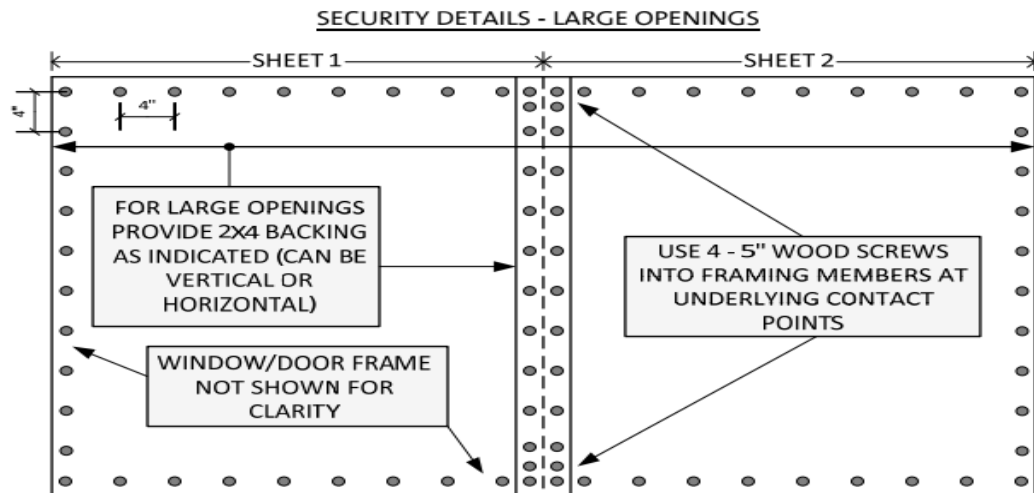 SECURITY DETAILS - LARGE OPENINGS
SHEET 1
SHEET 2
4"
4"
FOR LARGE OPENINGS
PROVIDE 2X4 BACKING
AS INDICATED (CAN BE
VERTICAL OR
HORIZONTAL)
USE 4 - 5" WOOD SCREWS
INTO FRAMING MEMBERS AT
UNDERLYING CONTACT
POINTS
WINDOW/DOOR FRAME
NOT SHOWN FOR
CLARITY